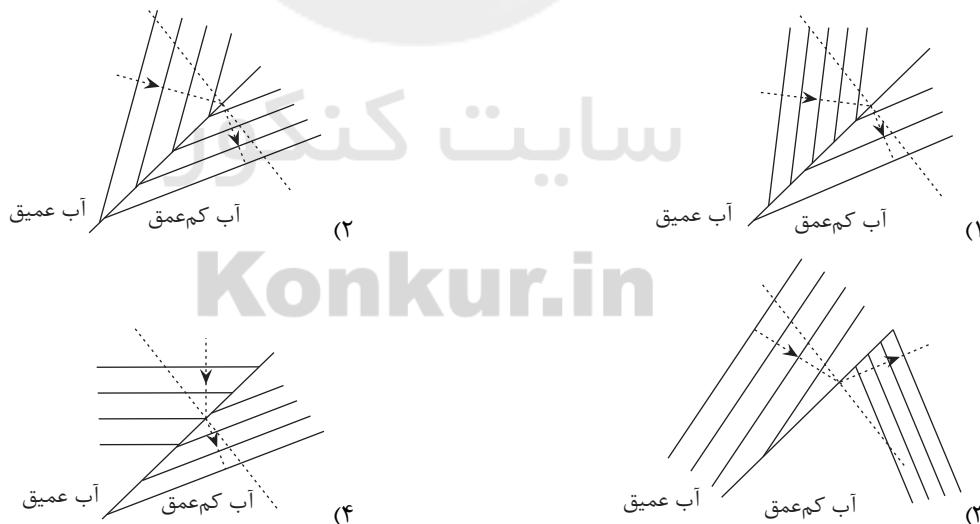 آب عمیق
آب کم‌عمق
(۱
آب عمیق
آب کم‌عمق
(۲
سایت کنکور
Konkur.in
آب عمیق
آب کم‌عمق
آب عمیق
آب کم‌عمق
(۴